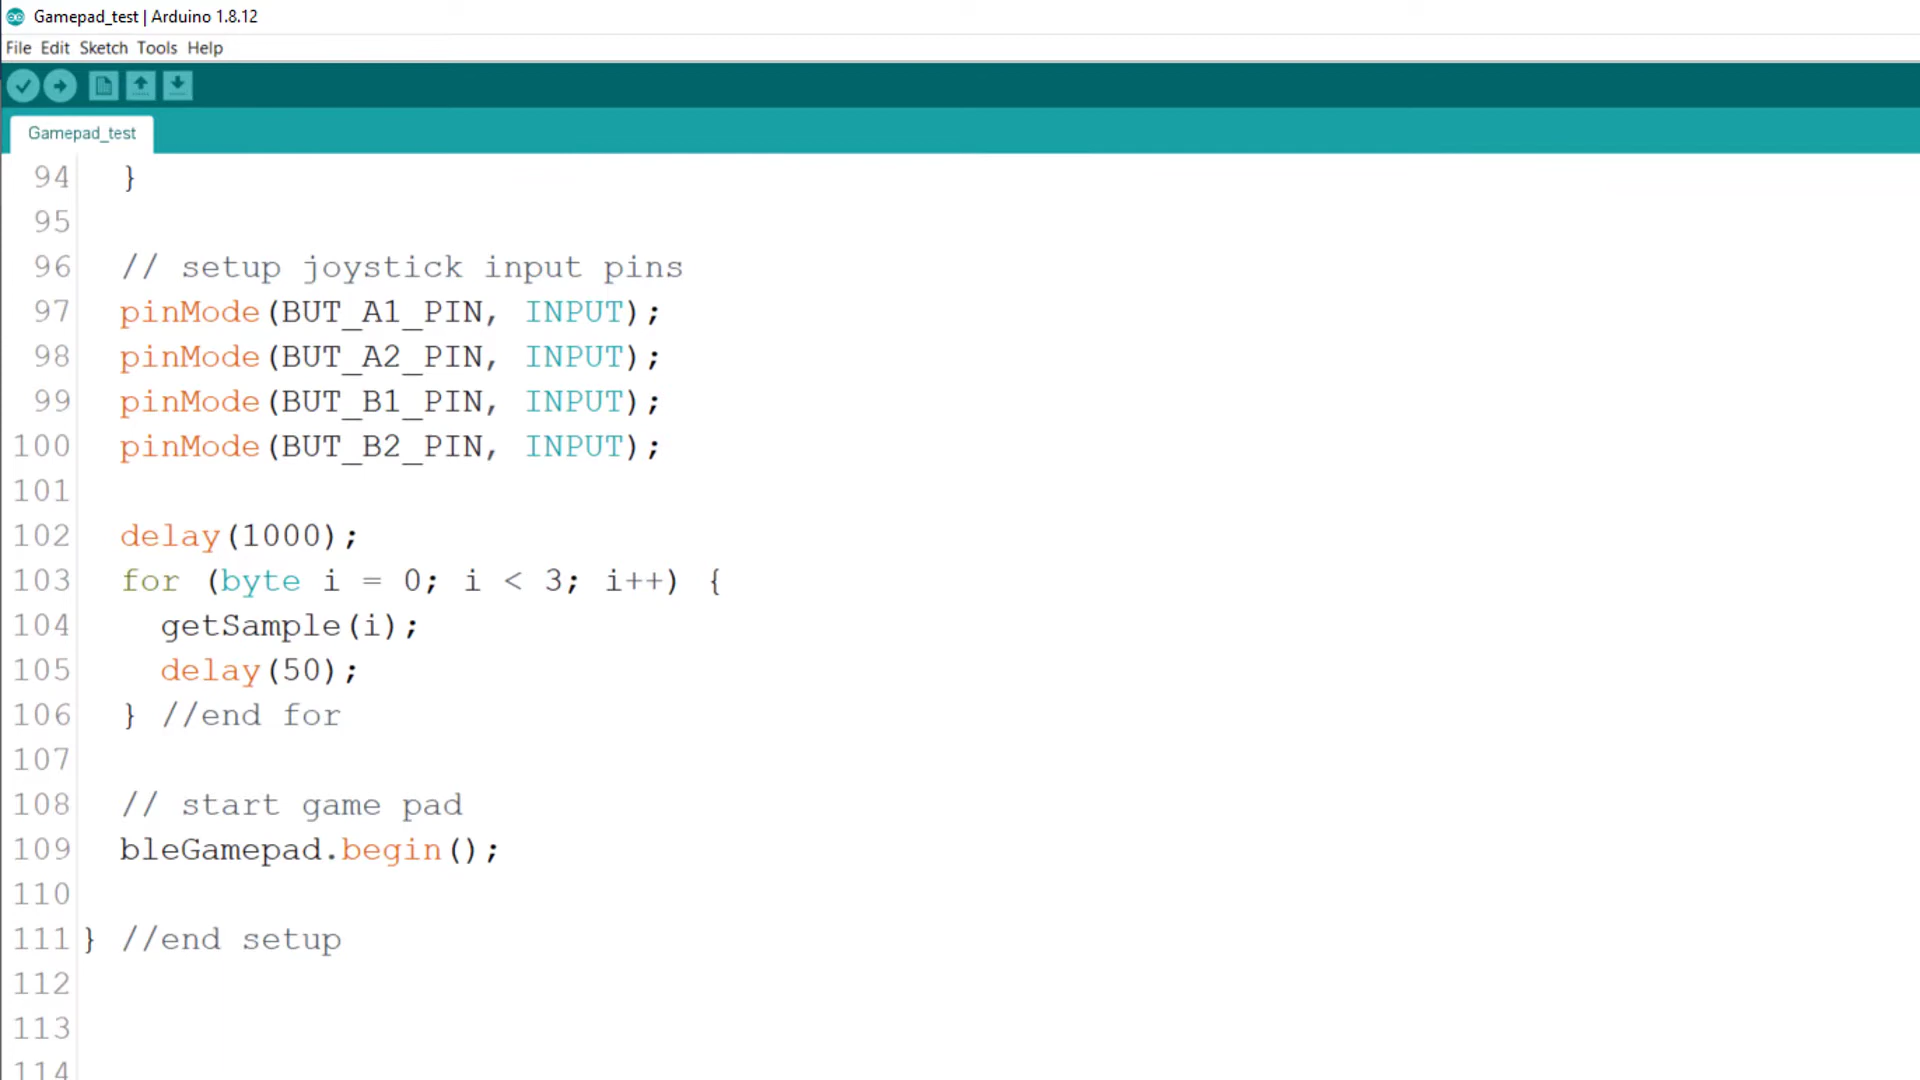 Gamepad_test | Arduino 1.8.12
File Edit Sketch Tools Help
Gamepad_test
94 }
95
96 // setup joystick input pins
97 pinMode(BUT_A1_PIN, INPUT);
98 pinMode(BUT_A2_PIN, INPUT);
99 pinMode(BUT_B1_PIN, INPUT);
100 pinMode(BUT_B2_PIN, INPUT);
101
102 delay(1000);
103 for (byte i = 0; i < 3; i++) {
104 getSample(i);
105 delay(50);
106 } //end for
107
108 // start game pad
109 bleGamepad.begin();
110
111 } //end setup
112
113
114